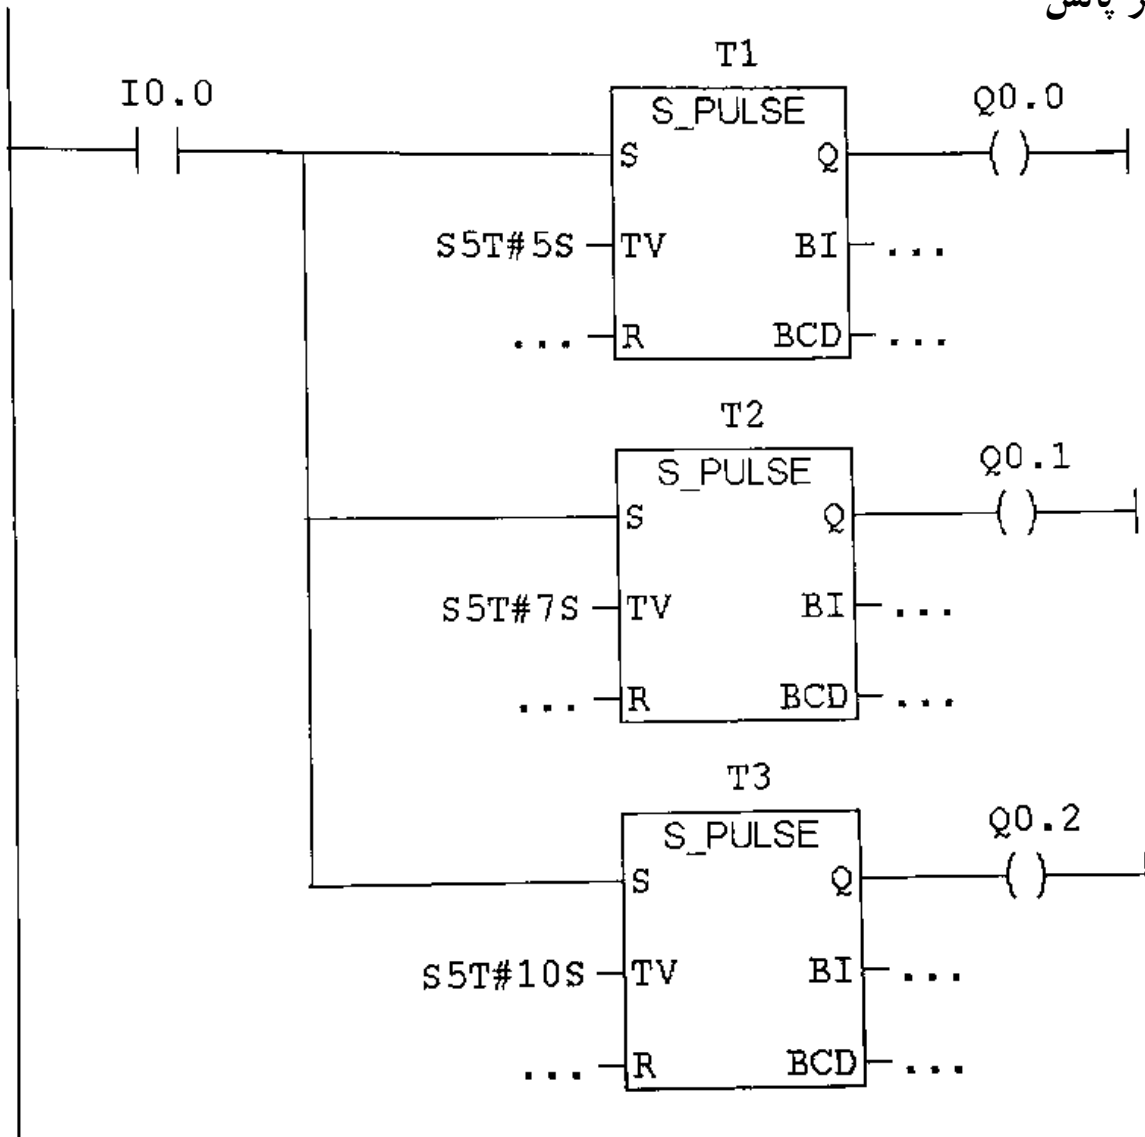 پالس
T1
I0.0
S_PULSE
Q0.0
S
Q
S5T#5S
TV
BI
...
...
R
BCD
...
T2
S_PULSE
Q0.1
S
Q
S5T#7S
TV
BI
...
...
R
BCD
...
T3
S_PULSE
Q0.2
S
Q
S5T#10S
TV
BI
...
...
R
BCD
...